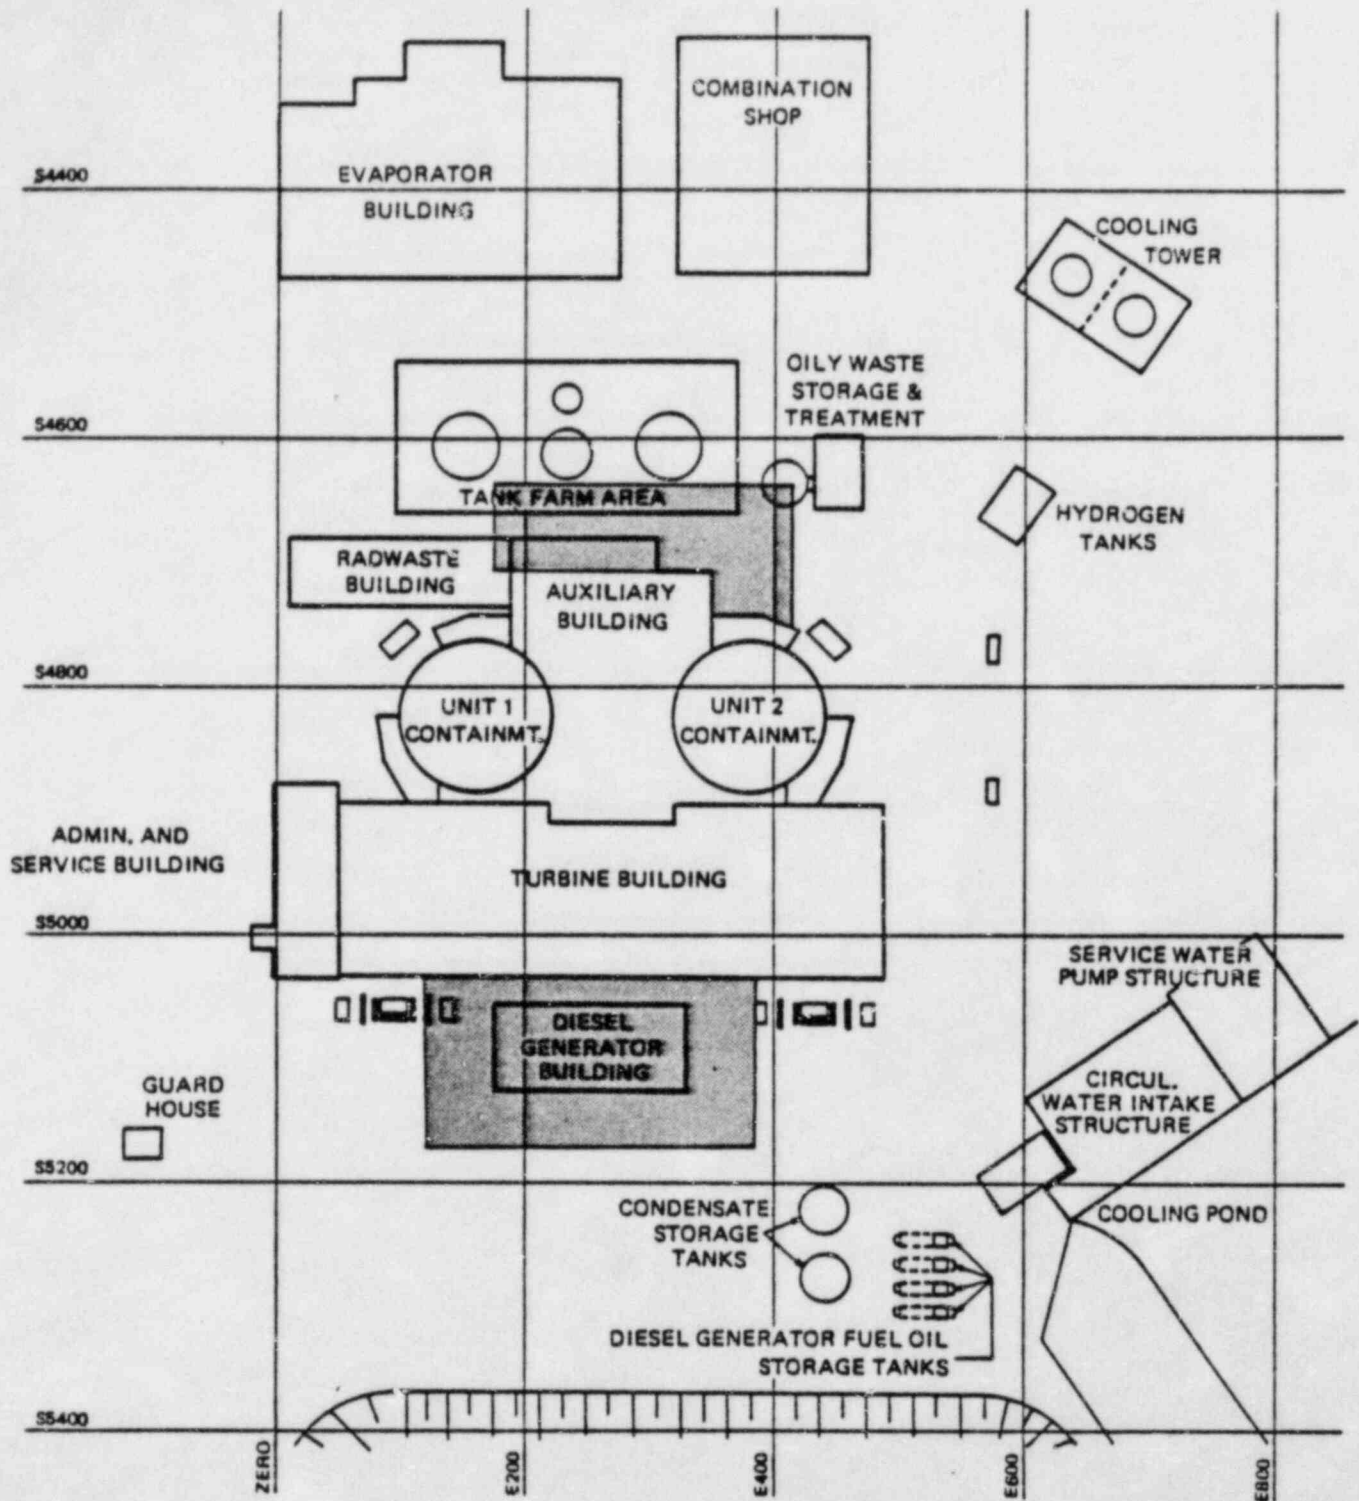 COMBINATION
SHOP
S4400
EVAPORATOR
BUILDING
COOLING
TOWER
OILY WASTE
STORAGE &
TREATMENT
S4600
TANK FARM AREA
HYDROGEN
TANKS
RADWASTE
BUILDING
AUXILIARY
BUILDING
S4800
UNIT 1
CONTAINMT.
UNIT 2
CONTAINMT.
ADMIN. AND
SERVICE BUILDING
TURBINE BUILDING
S5000
SERVICE WATER
PUMP STRUCTURE
DIESEL
GENERATOR
BUILDING
GUARD
HOUSE
CIRCUL.
WATER INTAKE
STRUCTURE
S5200
CONDENSATE
STORAGE
TANKS
COOLING POND
DIESEL GENERATOR FUEL OIL
STORAGE TANKS
S5400
ZERO
E200
E400
E600
E800